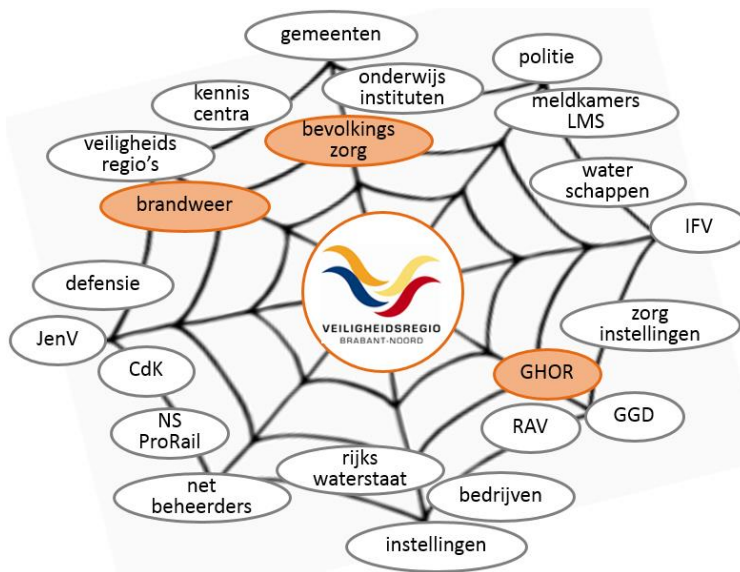 gemeenten
politie
onderwijs
instituten
kennis
centra
meldkamers
LMS
bevolkings
zorg
veiligheids
regio's
water
schappen
brandweer
IFV
defensie
VEILIGHEIDSREGIO
BRABANT-NOORD
zorg
instellingen
JenV
CdK
GHOR
NS
ProRail
RAV
GGD
rijks
waterstaat
net
beheerders
bedrijven
instellingen